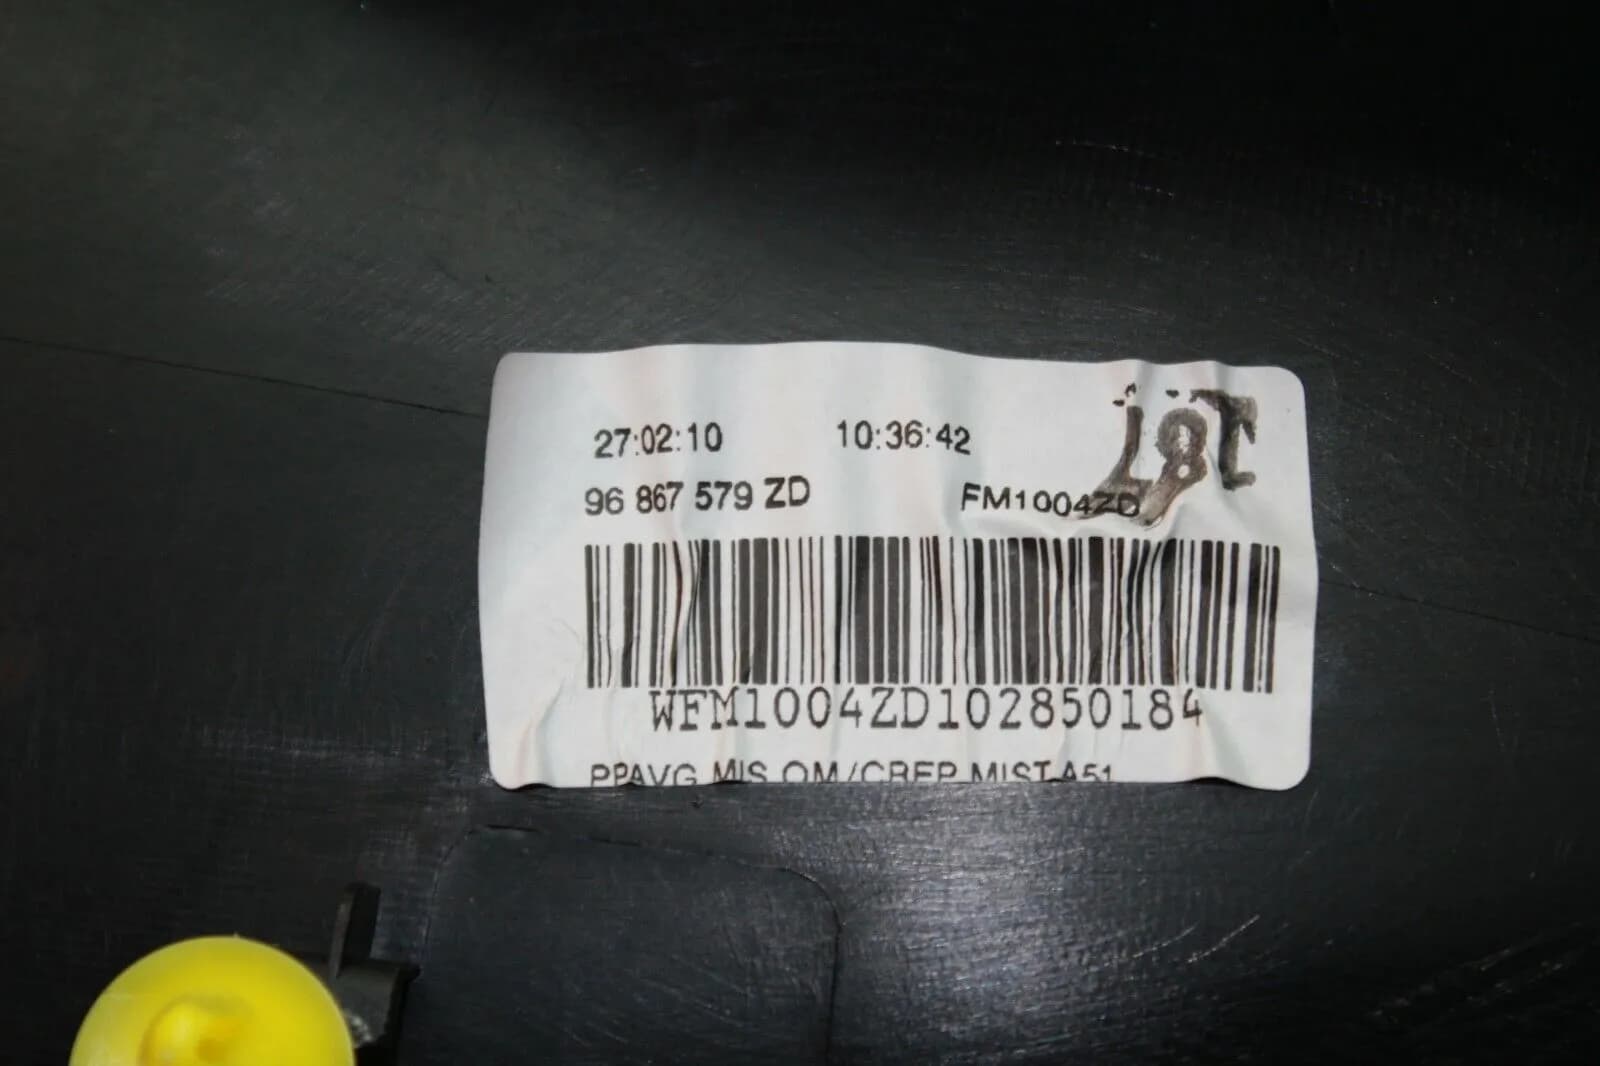 27:02:10 10:36:42
96 867 579 ZD FM1004ZD
WFM1004ZD102850184
PPAVG MIS OM/CREP MIST A51